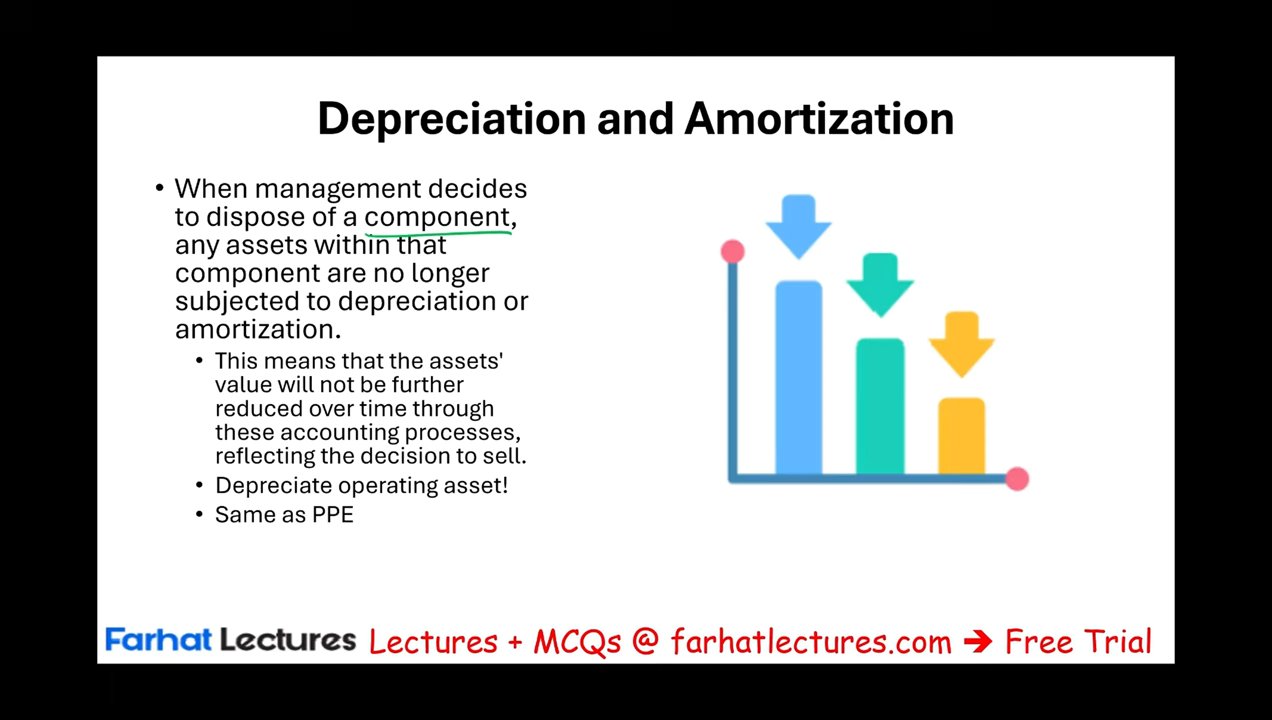 Depreciation and Amortization
• When management decides
to dispose of a component,
any assets within that
component are no longer
subjected to depreciation or
amortization.
• This means that the assets'
value will not be further
reduced over time through
these accounting processes,
reflecting the decision to sell.
• Depreciate operating asset!
• Same as PPE
Farhat Lectures Lectures + MCQs @ farhatlectures.com ➔ Free Trial